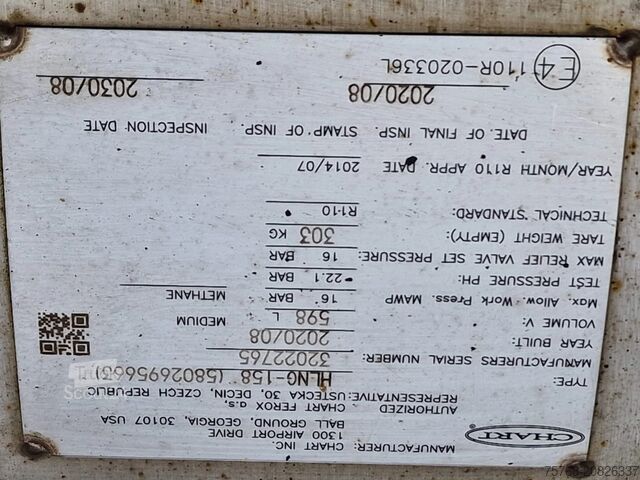 CHART
MANUFACTURER: CHART INC.
1300 AIRPORT DRIVE
BALL GROUND, GEORGIA, 30107 USA
AUTHORIZED CHART FEROX a.s,
REPRESENTATIVE: USTECKA 30, DECIN, CZECH REPUBLIC
TYPE: HLNG-158 (5802695663)
MANUFACTURERS SERIAL NUMBER: 32022765
YEAR BUILT: 2020/08
VOLUME V: 598 L MEDIUM METHANE
Max. Allow. Work Press. MAWP 16 BAR
TEST PRESSURE PH: 22.1 BAR
MAX RELIEF VALVE SET PRESSURE: 16 BAR
TARE WEIGHT (EMPTY): 303 KG
TECHNICAL STANDARD: R110
YEAR/MONTH R110 APPR. DATE 2014/07
DATE OF FINAL INSP. STAMP OF INSP. INSPECTION DATE
2020/08 2030/08
E4 110R-020336L